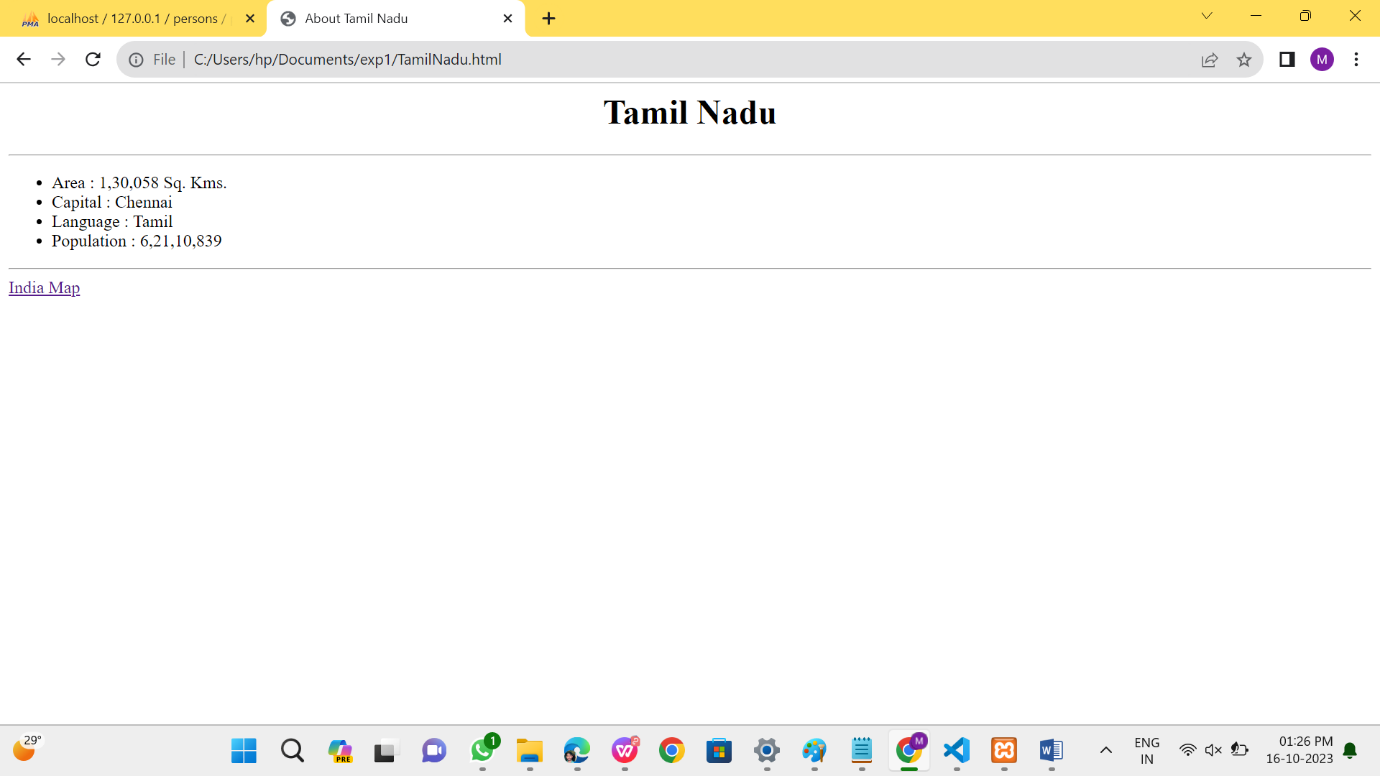 PMA localhost / 127.0.0.1 / persons /
About Tamil Nadu
File | C:/Users/hp/Documents/exp1/TamilNadu.html
M
Tamil Nadu
• Area : 1,30,058 Sq. Kms.
• Capital : Chennai
• Language : Tamil
• Population : 6,21,10,839
India Map
29°
PRE
1
M
ENG
IN
01:26 PM
16-10-2023